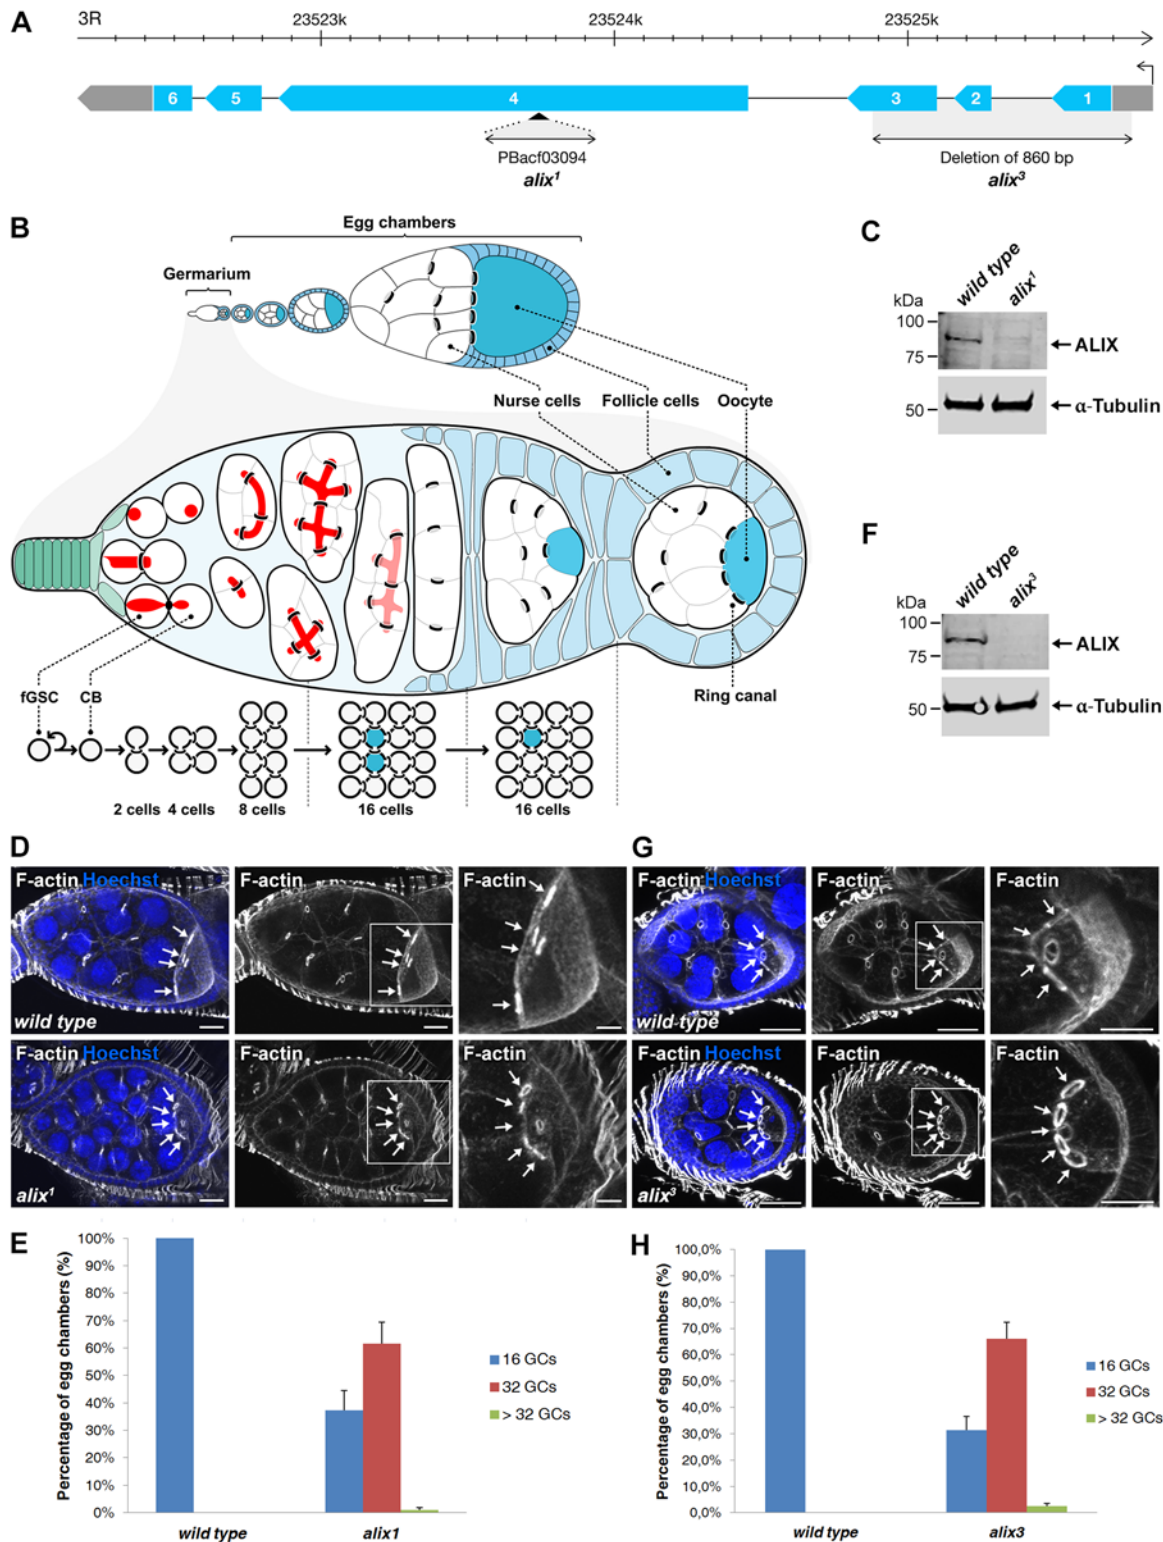 A
3R
23523k
23524k
23525k
6
5
4
3
2
1
PBacf03094
alix¹
Deletion of 860 bp
alix³
B
Egg chambers
Germarium
Nurse cells
Follicle cells
Oocyte
Ring canal
fGSC
CB
2 cells
4 cells
8 cells
16 cells
16 cells
C
wild type
alix¹
kDa
100
75
ALIX
50
α-Tubulin
F
wild type
alix³
kDa
100
75
ALIX
50
α-Tubulin
D
F-actin Hoechst
F-actin
F-actin
wild type
F-actin Hoechst
F-actin
F-actin
alix¹
G
F-actin Hoechst
F-actin
F-actin
wild type
F-actin Hoechst
F-actin
F-actin
alix³
E
Percentage of egg chambers (%)
100%
90%
80%
70%
60%
50%
40%
30%
20%
10%
0%
wild type
alix1
16 GCs
32 GCs
> 32 GCs
H
Percentage of egg chambers (%)
100,0%
90,0%
80,0%
70,0%
60,0%
50,0%
40,0%
30,0%
20,0%
10,0%
0,0%
wild type
alix3
16 GCs
32 GCs
> 32 GCs